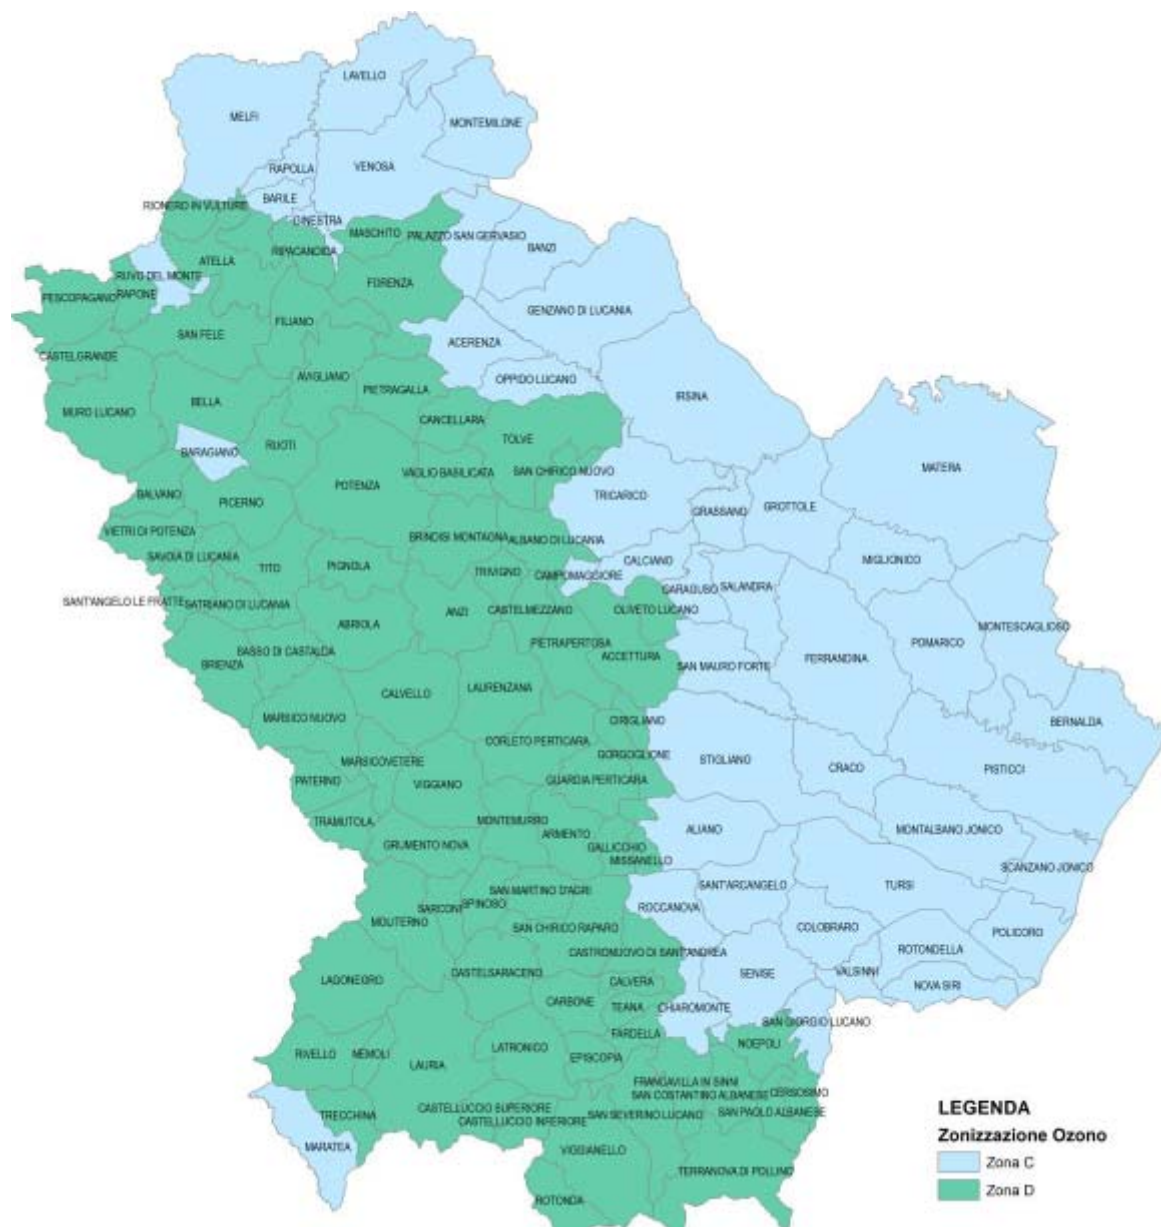 LAVELLO
MELFI
MONTEMILONE
RAPOLLA
VENOSA
BARILE
RIONERO IN VULTURE
GINESTRA
MASCHITO
PALAZZO SAN GERVASIO
BANZI
RIPACANDIDA
ATELLA
RUVO DEL MONTE
FORENZA
PESCOPAGANO
RAPONE
GENZANO DI LUCANIA
FILIANO
SAN FELE
ACERENZA
CASTELGRANDE
AVIGLIANO
OPPIDO LUCANO
PIETRAGALLA
IRSINA
BELLA
MURO LUCANO
CANCELLARA
TOLVE
RUOTI
BARAGIANO
VAGLIO BASILICATA
SAN CHIRICO NUOVO
MATERA
POTENZA
BALVANO
TRICARICO
PICERNO
GRASSANO
GROTTOLE
VIETRI DI POTENZA
BRINDISI MONTAGNA
ALBANO DI LUCANIA
SAVOIA DI LUCANIA
TITO
PIGNOLA
CALCIANO
MIGLIONICO
TRIVIGNO
CAMPOMAGGIORE
GARAGUSO
SALANDRA
SANT'ANGELO LE FRATTE
SATRIANO DI LUCANIA
ANZI
CASTELMEZZANO
OLIVETO LUCANO
ABRIOLA
MONTESCAGLIOSO
PIETRAPERTOSA
POMARICO
SASSO DI CASTALDA
ACCETTURA
BRIENZA
SAN MAURO FORTE
FERRANDINA
CALVELLO
LAURENZANA
MARSICO NUOVO
CIRIGLIANO
BERNALDA
CORLETO PERTICARA
GORGOGLIONE
STIGLIANO
MARSICOVETERE
CRACO
PISTICCI
PATERNO
VIGGIANO
GUARDIA PERTICARA
TRAMUTOLA
MONTEMURRO
ARMENTO
ALIANO
MONTALBANO JONICO
GRUMENTO NOVA
GALLICCHIO
MISSANELLO
SCANZANO JONICO
SAN MARTINO D'AGRI
SANT'ARCANGELO
TURSI
SARCONI
SPINOSO
ROCCANOVA
MOLITERNO
SAN CHIRICO RAPARO
COLOBRARO
POLICORO
CASTRONUOVO DI SANT'ANDREA
ROTONDELLA
LAGONEGRO
CASTELSARACENO
CALVERA
SENISE
VALSINNI
NOVA SIRI
CARBONE
TEANA
CHIAROMONTE
SAN GIORGIO LUCANO
FARDELLA
NOEPOLI
RIVELLO
NEMOLI
LAURIA
LATRONICO
EPISCOPIA
FRANCAVILLA IN SINNI
SAN COSTANTINO ALBANESE
CERSOSIMO
TRECCHINA
CASTELLUCCIO SUPERIORE
CASTELLUCCIO INFERIORE
SAN SEVERINO LUCANO
SAN PAOLO ALBANESE
MARATEA
VIGGIANELLO
TERRANOVA DI POLLINO
ROTONDA
LEGENDA
Zonizzazione Ozono
Zona C
Zona D